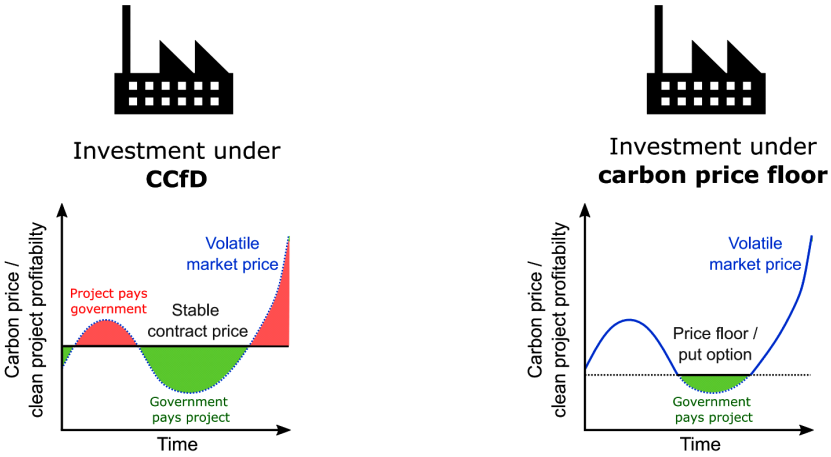 Investment under
CCfD
Carbon price /
clean project profitabilty
Volatile
market price
Project pays
government
Stable
contract price
Government
pays project
Time
Investment under
carbon price floor
Carbon price /
clean project profitabilty
Volatile
market price
Price floor /
put option
Government
pays project
Time